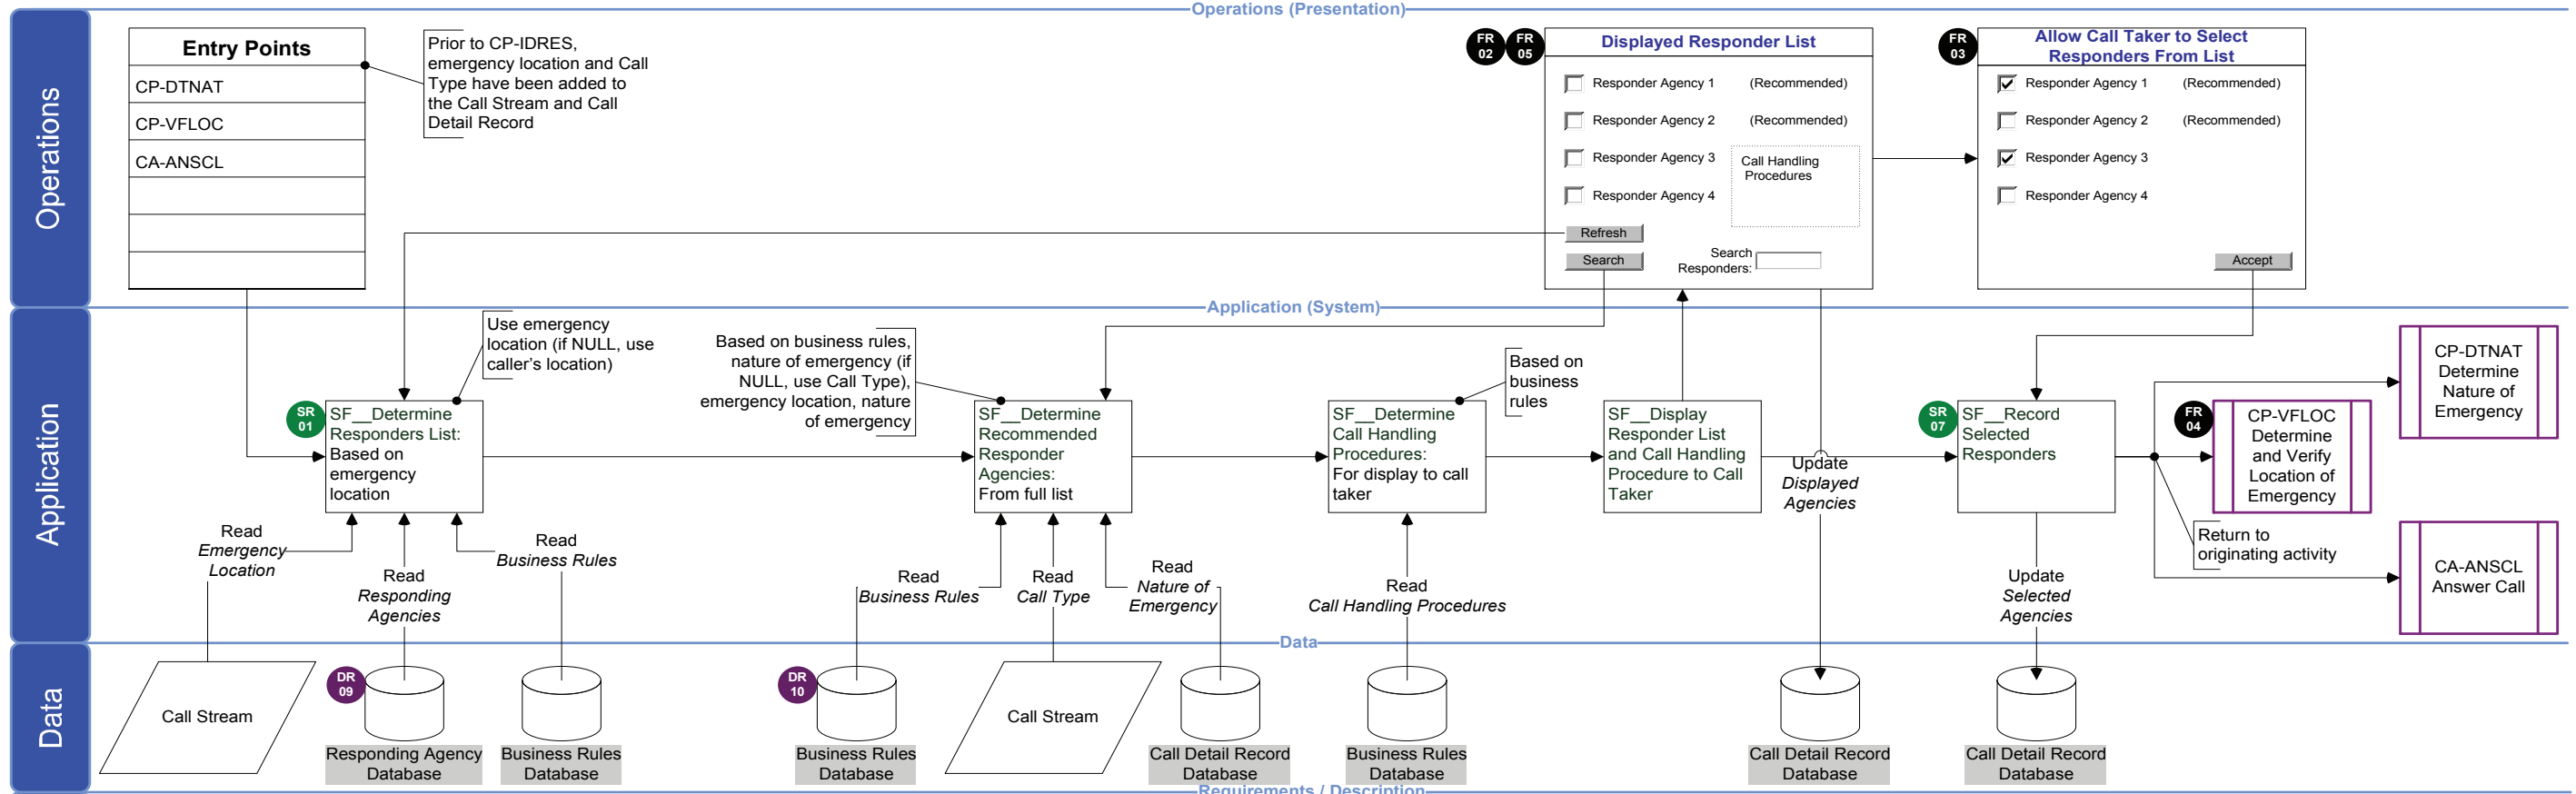 Operations (Presentation)
Operations
Entry Points
CP-DTNAT
CP-VFLOC
CA-ANSCL
Prior to CP-IDRES,
emergency location and Call
Type have been added to
the Call Stream and Call
Detail Record
FR
02
FR
05
Displayed Responder List
Responder Agency 1 (Recommended)
Responder Agency 2 (Recommended)
Responder Agency 3
Responder Agency 4
Call Handling
Procedures
Refresh
Search
Search
Responders:
FR
03
Allow Call Taker to Select
Responders From List
Responder Agency 1 (Recommended)
Responder Agency 2 (Recommended)
Responder Agency 3
Responder Agency 4
Accept
Application (System)
Application
Use emergency
location (if NULL, use
caller's location)
SR
01
SF__Determine
Responders List:
Based on
emergency
location
Based on business rules,
nature of emergency (if
NULL, use Call Type),
emergency location, nature
of emergency
SF__Determine
Recommended
Responder
Agencies:
From full list
Based on
business
rules
SF__Determine
Call Handling
Procedures:
For display to call
taker
SF__Display
Responder List
and Call Handling
Procedure to Call
Taker
Update
Displayed
Agencies
SR
07
SF__Record
Selected
Responders
CP-DTNAT
Determine
Nature of
Emergency
FR
04
CP-VFLOC
Determine
and Verify
Location of
Emergency
Return to
originating activity
CA-ANSCL
Answer Call
Read
Emergency
Location
Read
Responding
Agencies
Read
Business Rules
Read
Business Rules
Read
Call Type
Read
Nature of
Emergency
Read
Call Handling Procedures
Update
Selected
Agencies
Data
Data
Call Stream
DR
09
Responding Agency
Database
Business Rules
Database
DR
10
Business Rules
Database
Call Stream
Call Detail Record
Database
Business Rules
Database
Call Detail Record
Database
Call Detail Record
Database
Requirements / Description